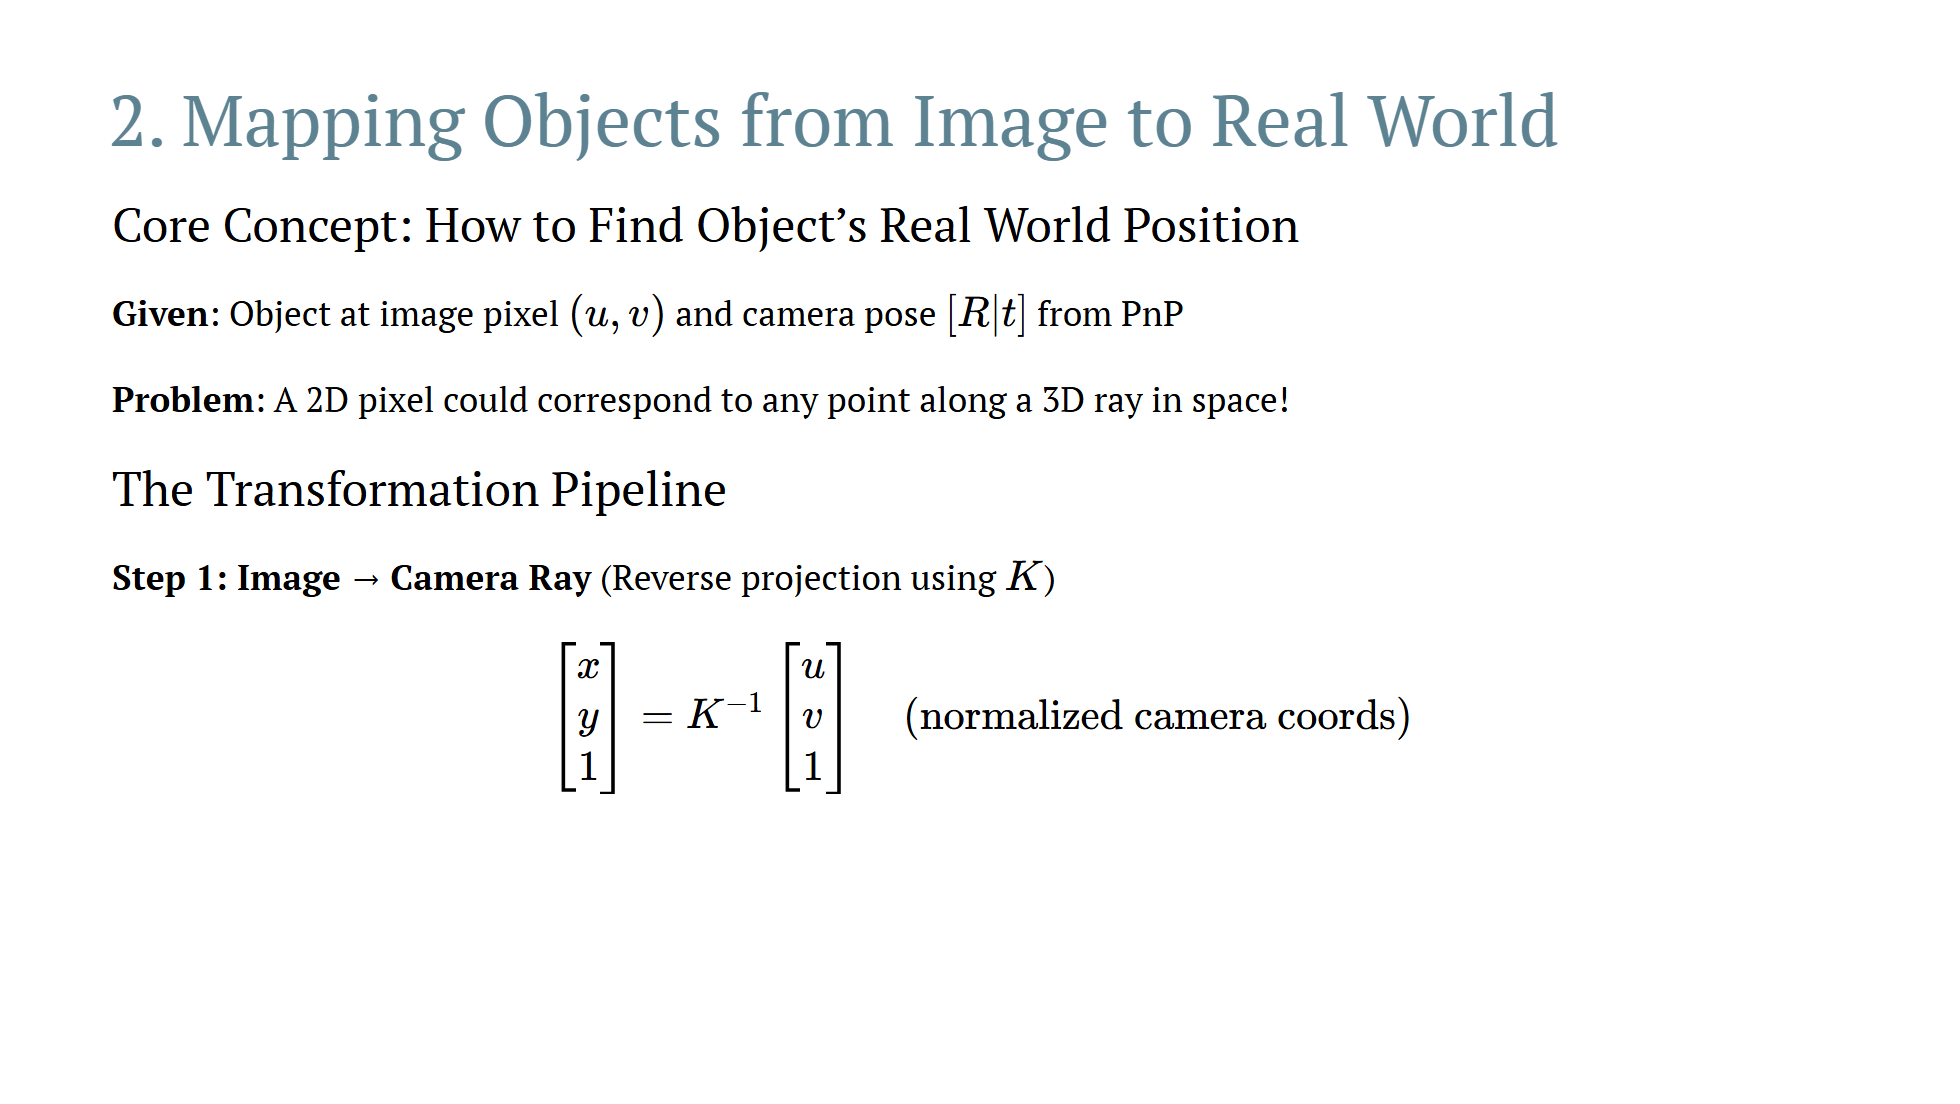 2. Mapping Objects from Image to Real World
Core Concept: How to Find Object’s Real World Position
Given: Object at image pixel (u, v) and camera pose [R|t] from PnP
Problem: A 2D pixel could correspond to any point along a 3D ray in space!
The Transformation Pipeline
Step 1: Image → Camera Ray (Reverse projection using K)
[x y 1] = K⁻¹ [u v 1] (normalized camera coords)